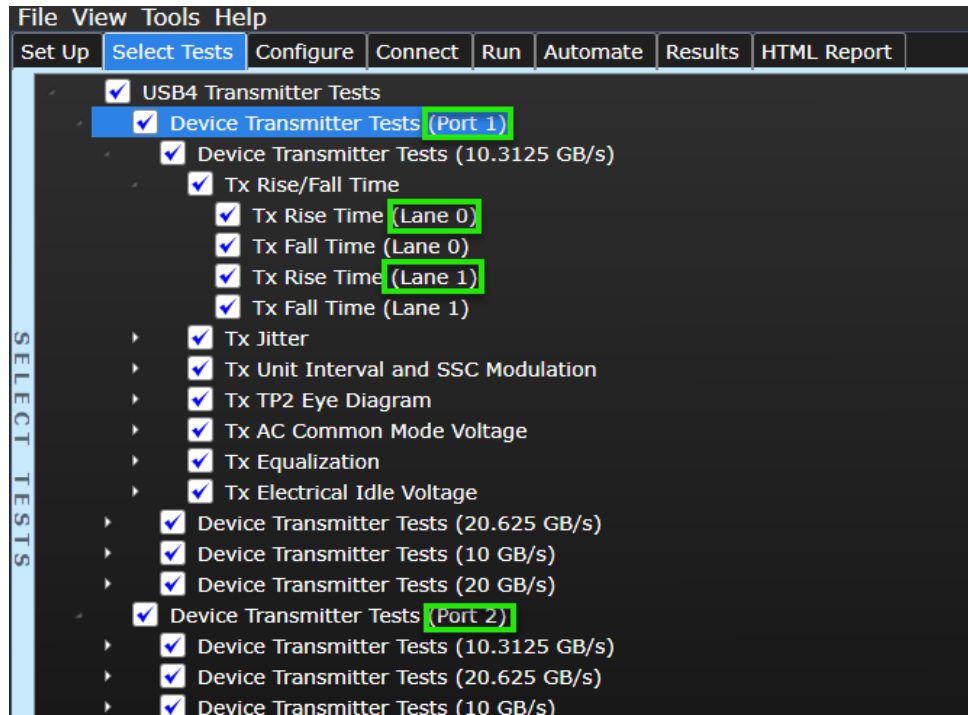 File View Tools Help
Set Up Select Tests Configure Connect Run Automate Results HTML Report
USB4 Transmitter Tests
Device Transmitter Tests (Port 1)
Device Transmitter Tests (10.3125 GB/s)
Tx Rise/Fall Time
Tx Rise Time (Lane 0)
Tx Fall Time (Lane 0)
Tx Rise Time (Lane 1)
Tx Fall Time (Lane 1)
Tx Jitter
Tx Unit Interval and SSC Modulation
Tx TP2 Eye Diagram
Tx AC Common Mode Voltage
Tx Equalization
Tx Electrical Idle Voltage
Device Transmitter Tests (20.625 GB/s)
Device Transmitter Tests (10 GB/s)
Device Transmitter Tests (20 GB/s)
Device Transmitter Tests (Port 2)
Device Transmitter Tests (10.3125 GB/s)
Device Transmitter Tests (20.625 GB/s)
Device Transmitter Tests (10 GB/s)
SELECT TESTS